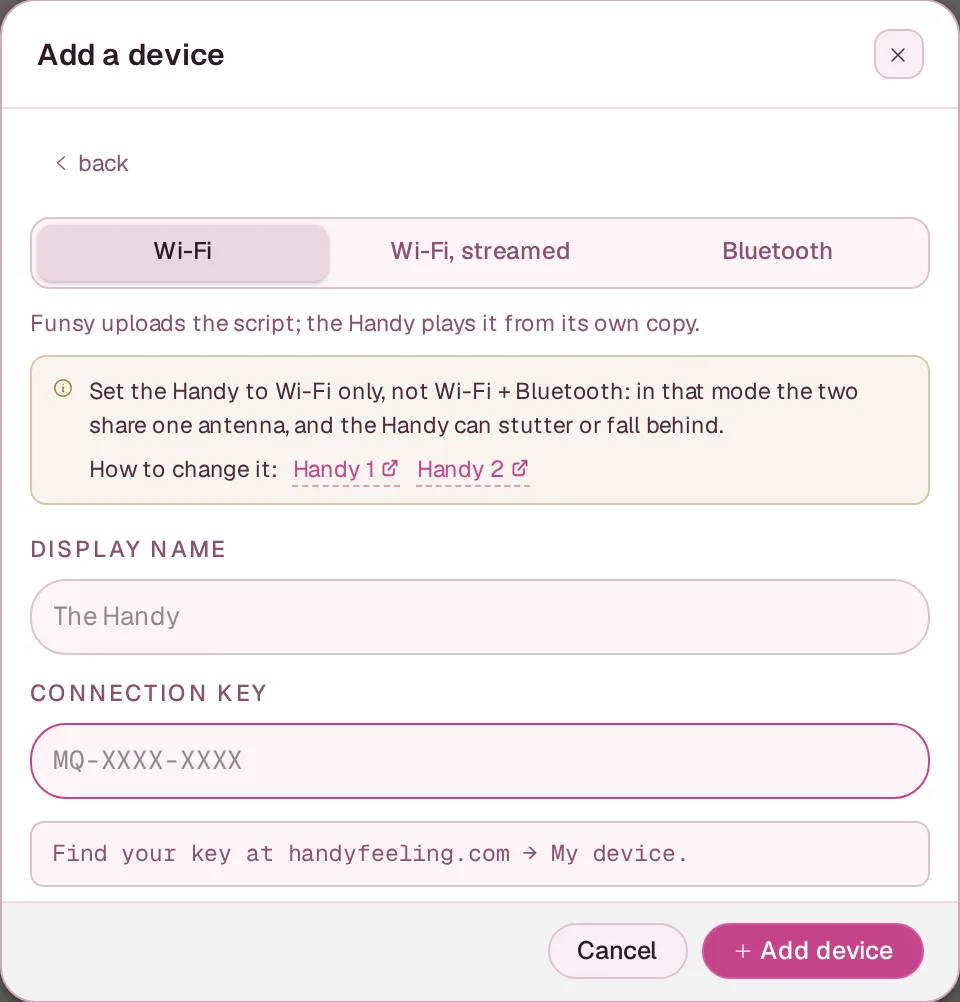 Add a device
back
Wi-Fi
Wi-Fi, streamed
Bluetooth
Funsy uploads the script; the Handy plays it from its own copy.
Set the Handy to Wi-Fi only, not Wi-Fi + Bluetooth: in that mode the two
share one antenna, and the Handy can stutter or fall behind.
How to change it: Handy 1 Handy 2
DISPLAY NAME
The Handy
CONNECTION KEY
MQ-XXXX-XXXX
Find your key at handyfeeling.com → My device.
Cancel
+ Add device